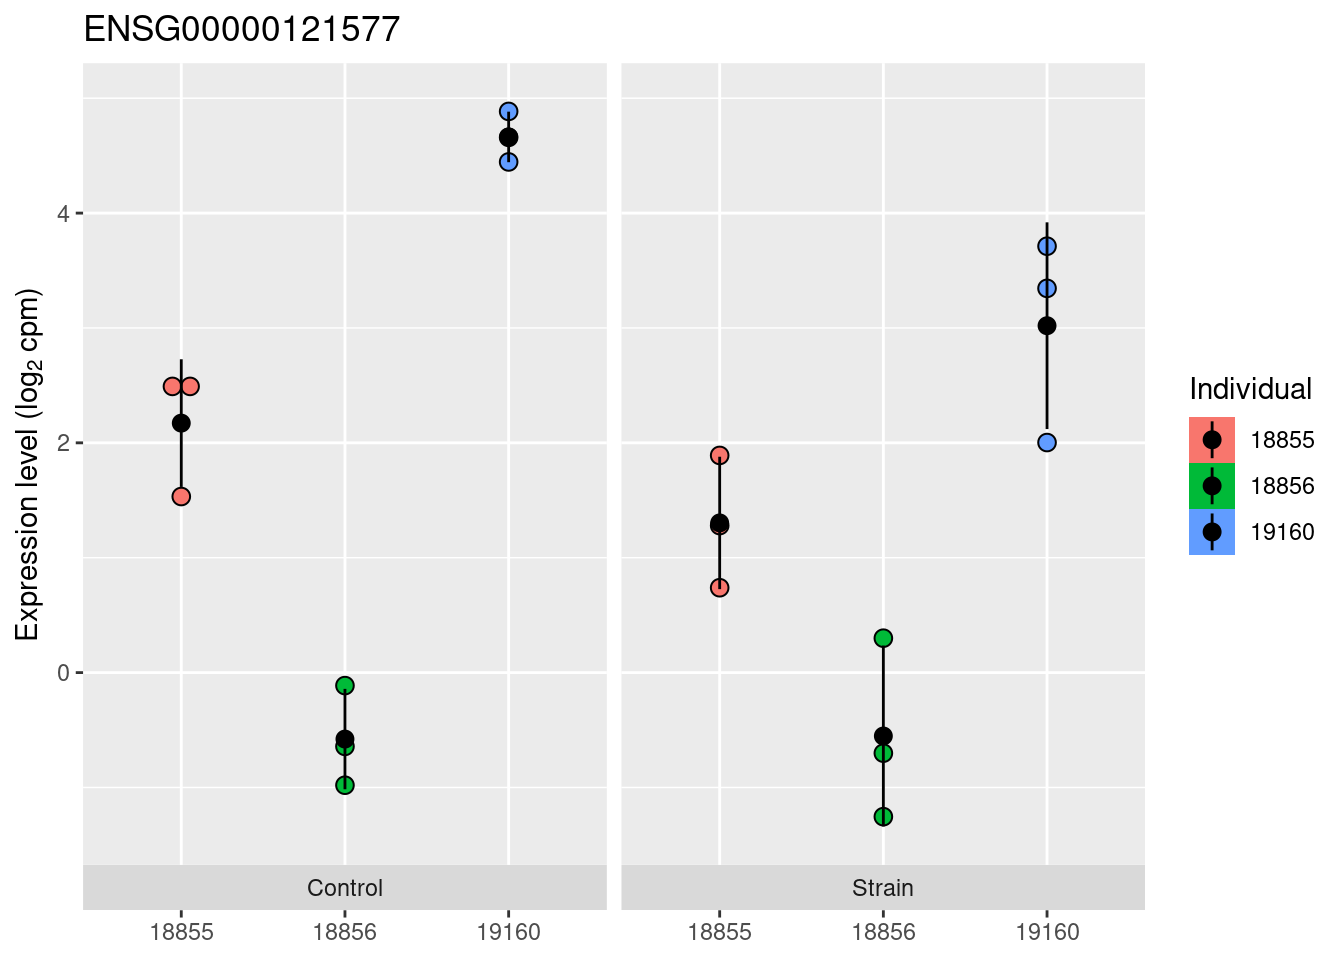 ENSG00000121577
Expression level (log₂ cpm)
4
2
0
Control
Strain
18855
18856
19160
18855
18856
19160
Individual
18855
18856
19160